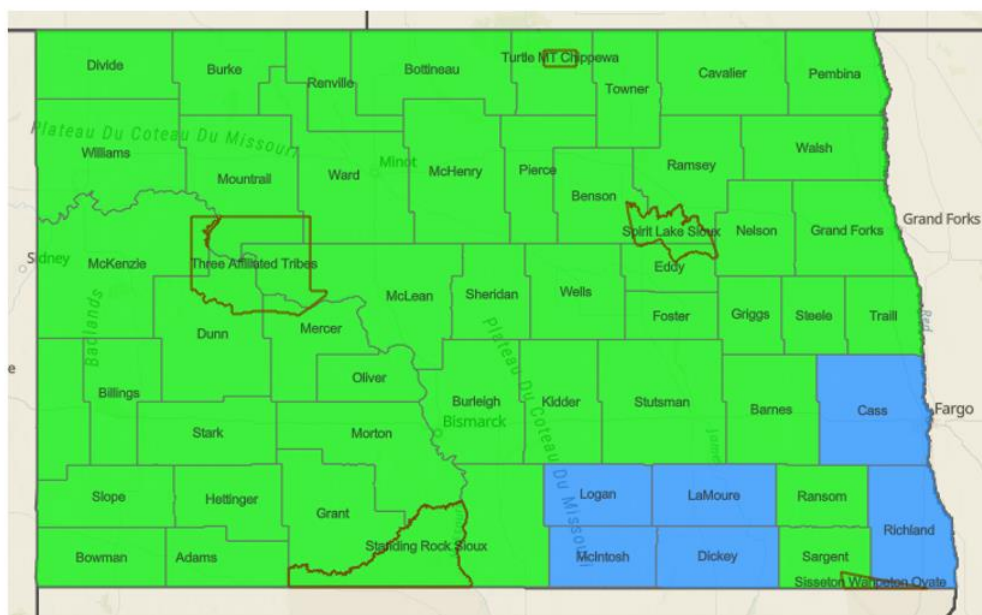 Divide
Burke
Renville
Bottineau
Turtle MT Chippewa
Towner
Cavalier
Pembina
Plateau Du Coteau Du Missouri
Williams
Mountrail
Ward
Minot
McHenry
Pierce
Benson
Ramsey
Walsh
Sidney
McKenzie
Three Affiliated Tribes
Spirit Lake Sioux
Nelson
Grand Forks
Grand Forks
Badlands
Dunn
Mercer
McLean
Sheridan
Wells
Eddy
Foster
Griggs
Steele
Traill
Red
Billings
Oliver
Burleigh
Bismarck
Kidder
Plateau Du Coteau Du Missouri
Stutsman
Barnes
Cass
Fargo
e
Stark
Morton
Slope
Hettinger
Grant
Logan
LaMoure
Ransom
Richland
Bowman
Adams
Standing Rock Sioux
McIntosh
Dickey
Sargent
Sisseton Wahpeton Oyate